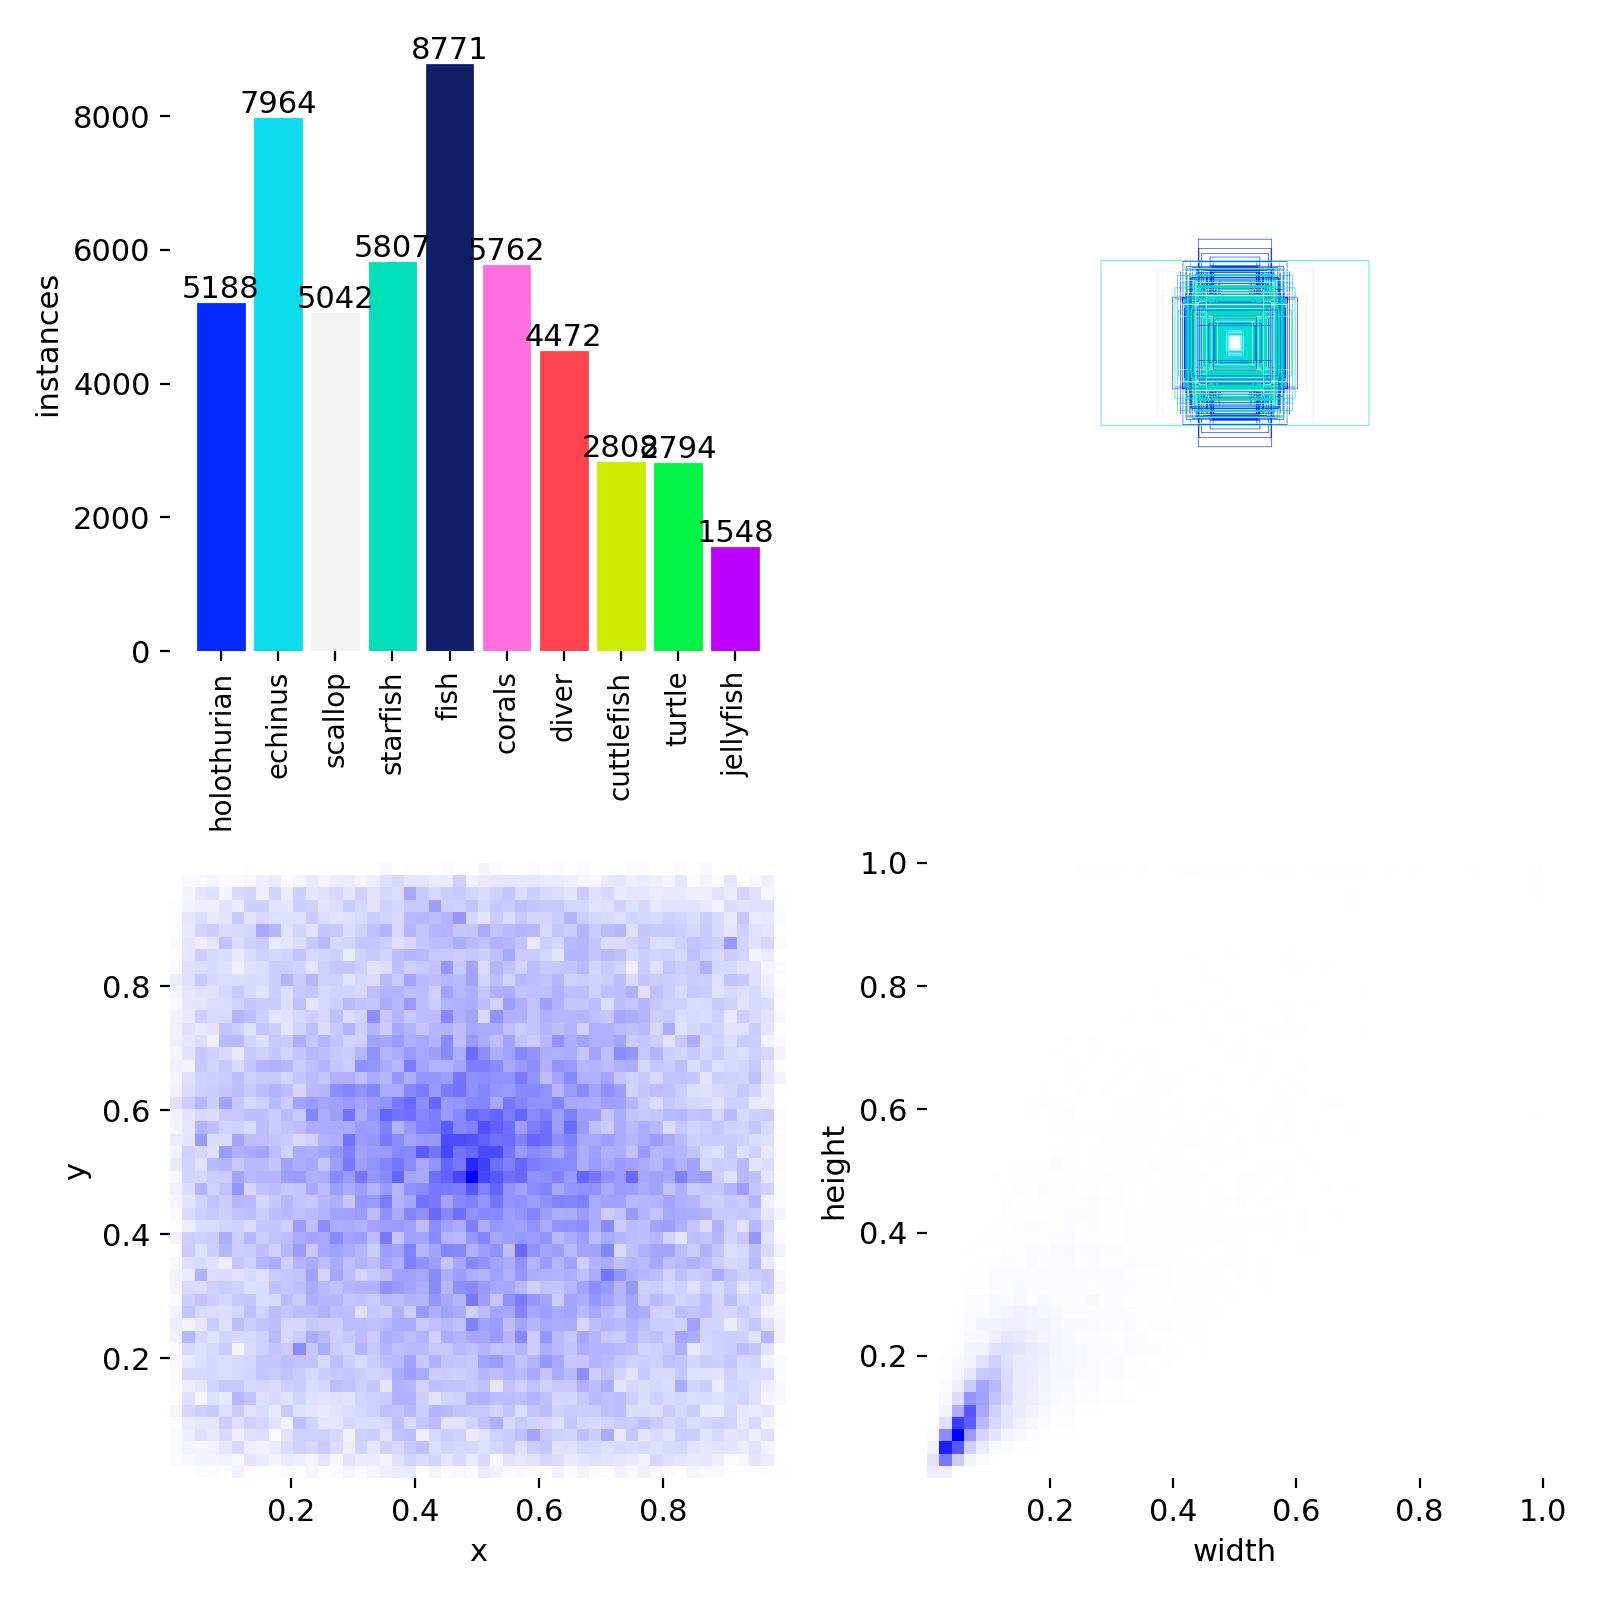 8771
7964
8000
5807
5762
6000
5188
5042
4472
instances
4000
2808
2794
2000
1548
0
holothurian
echinus
scallop
starfish
fish
corals
diver
cuttlefish
turtle
jellyfish
0.8
0.6
y
0.4
0.2
0.2 0.4 0.6 0.8
x
1.0
0.8
0.6
height
0.4
0.2
0.2 0.4 0.6 0.8 1.0
width